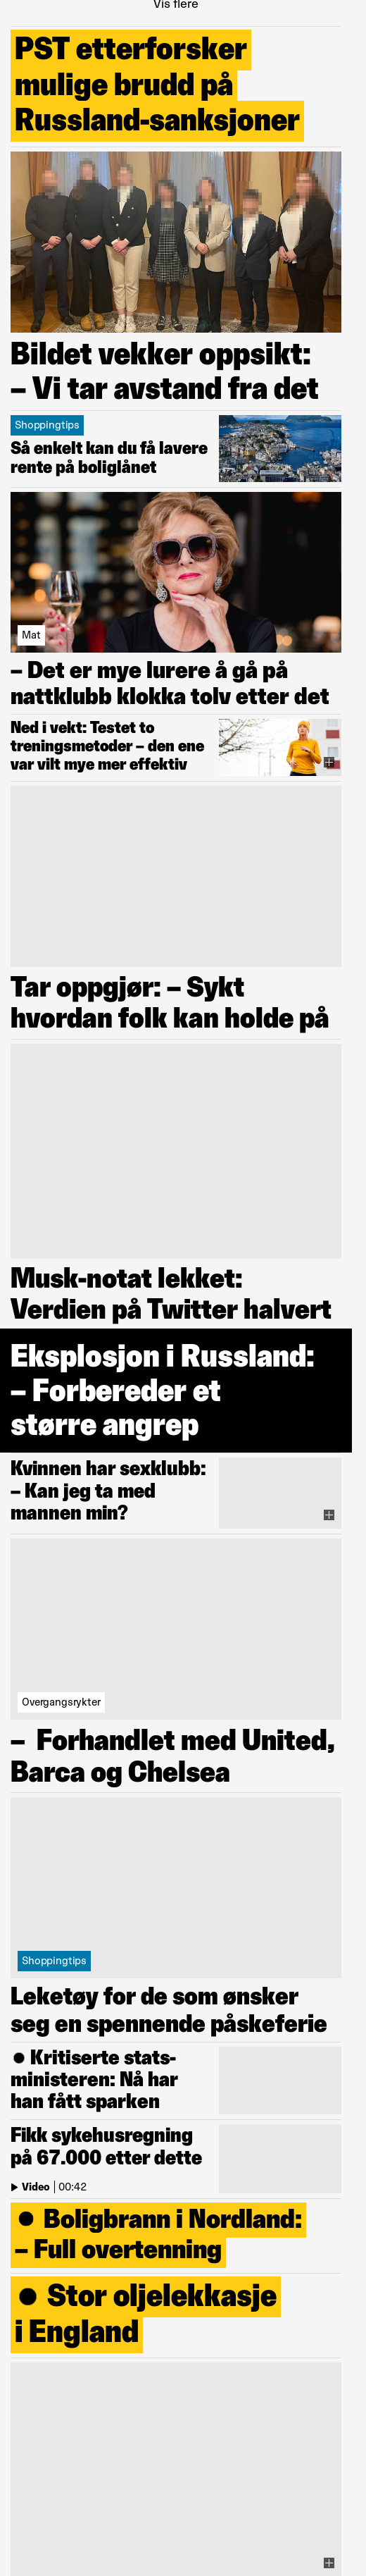 Vis flere
PST etterforsker
mulige brudd på
Russland-sanksjoner
Bildet vekker oppsikt:
– Vi tar avstand fra det
Shoppingtips
Så enkelt kan du få lavere
rente på boliglånet
Mat
– Det er mye lurere å gå på
nattklubb klokka tolv etter det
Ned i vekt: Testet to
treningsmetoder – den ene
var vilt mye mer effektiv
Tar oppgjør: – Sykt
hvordan folk kan holde på
Musk-notat lekket:
Verdien på Twitter halvert
Eksplosjon i Russland:
– Forbereder et
større angrep
Kvinnen har sexklubb:
– Kan jeg ta med
mannen min?
Overgangsrykter
– Forhandlet med United,
Barca og Chelsea
Shoppingtips
Leketøy for de som ønsker
seg en spennende påskeferie
● Kritiserte stats-
ministeren: Nå har
han fått sparken
Fikk sykehusregning
på 67.000 etter dette
Video | 00:42
● Boligbrann i Nordland:
– Full overtenning
● Stor oljelekkasje
i England